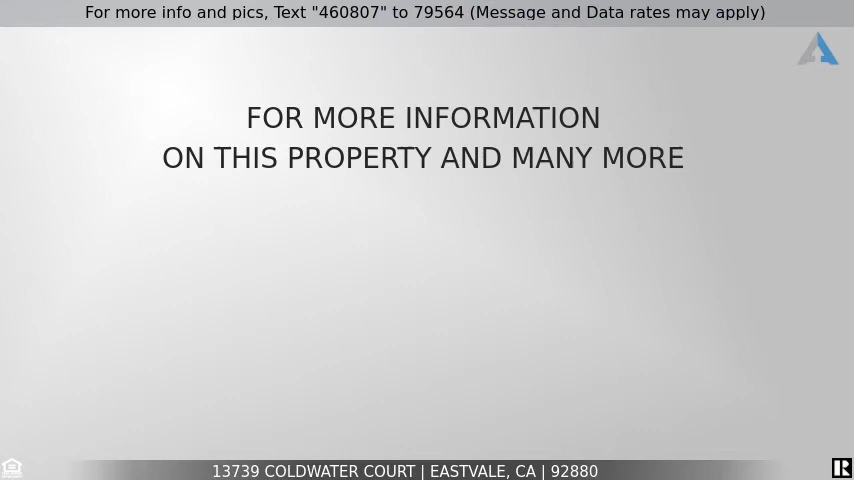 For more info and pics, Text "460807" to 79564 (Message and Data rates may apply)
FOR MORE INFORMATION
ON THIS PROPERTY AND MANY MORE
13739 COLDWATER COURT | EASTVALE, CA | 92880